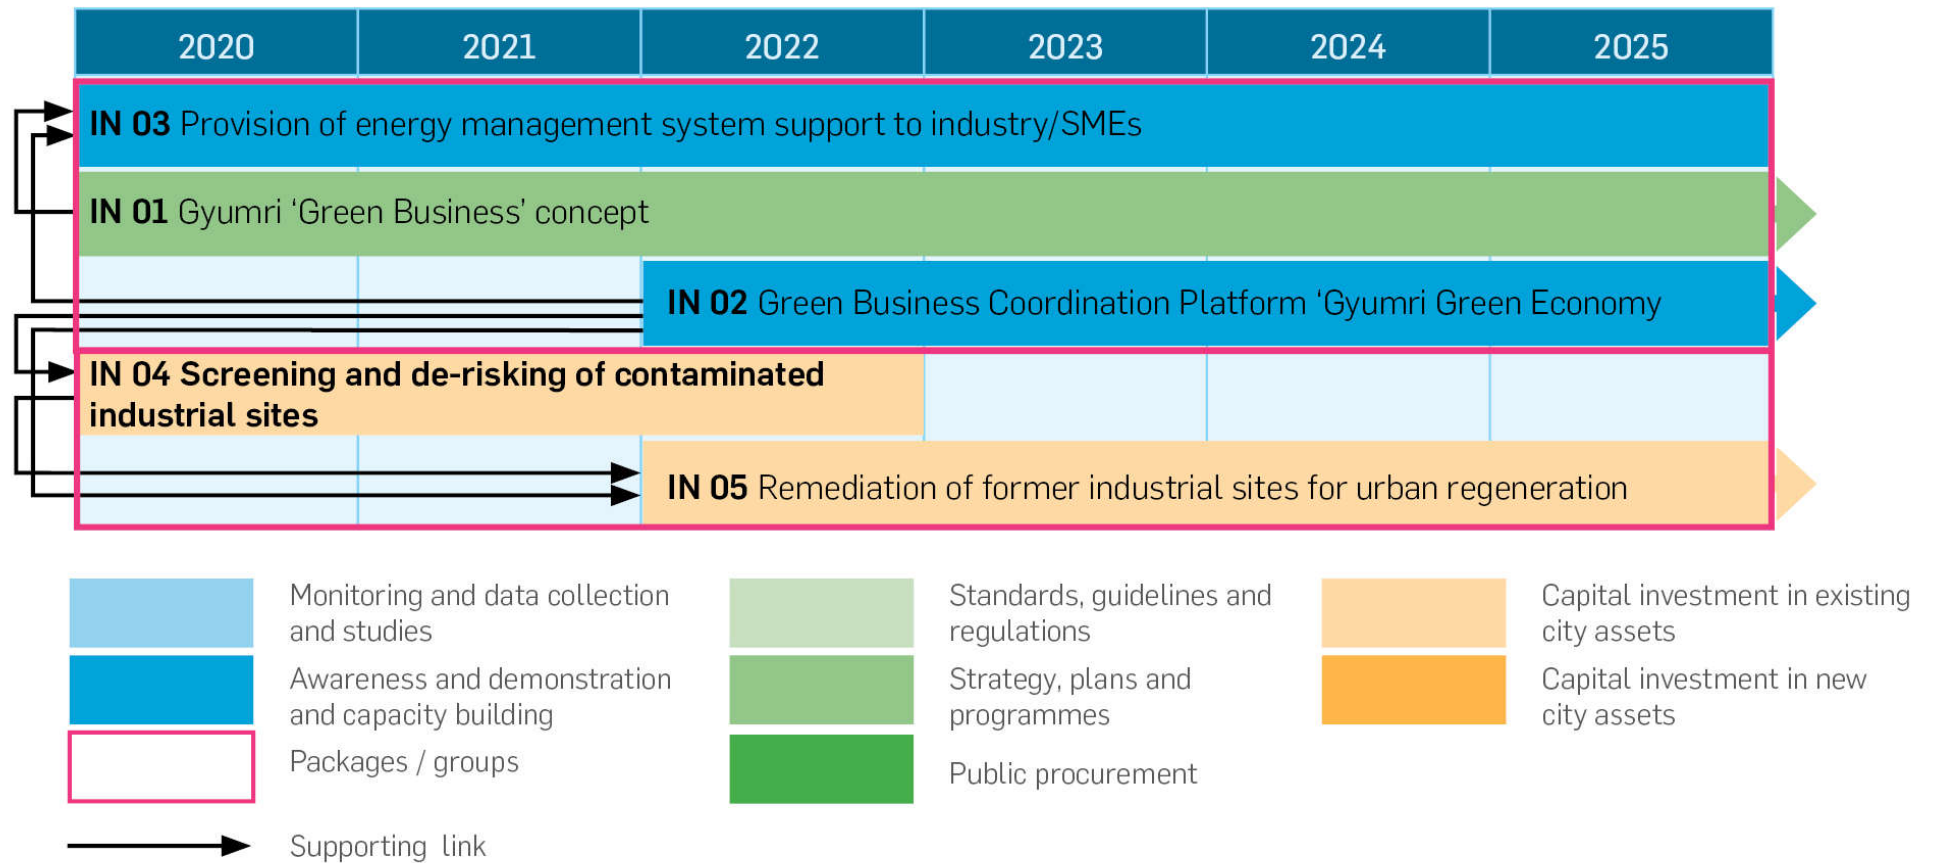 2020 2021 2022 2023 2024 2025
IN 03 Provision of energy management system support to industry/SMEs
IN 01 Gyumri ‘Green Business’ concept
IN 02 Green Business Coordination Platform ‘Gyumri Green Economy
IN 04 Screening and de-risking of contaminated
industrial sites
IN 05 Remediation of former industrial sites for urban regeneration
Monitoring and data collection
and studies
Awareness and demonstration
and capacity building
Packages / groups
Supporting link
Standards, guidelines and
regulations
Strategy, plans and
programmes
Public procurement
Capital investment in existing
city assets
Capital investment in new
city assets